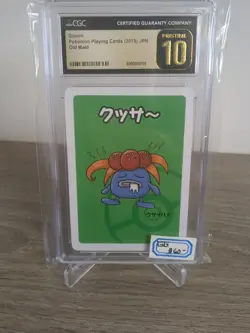 CGC
CERTIFIED GUARANTY COMPANY
Gloom
Pokémon Playing Cards (2019) JPN
Old Maid
PRISTINE
10
クッサ〜
クサイハナ